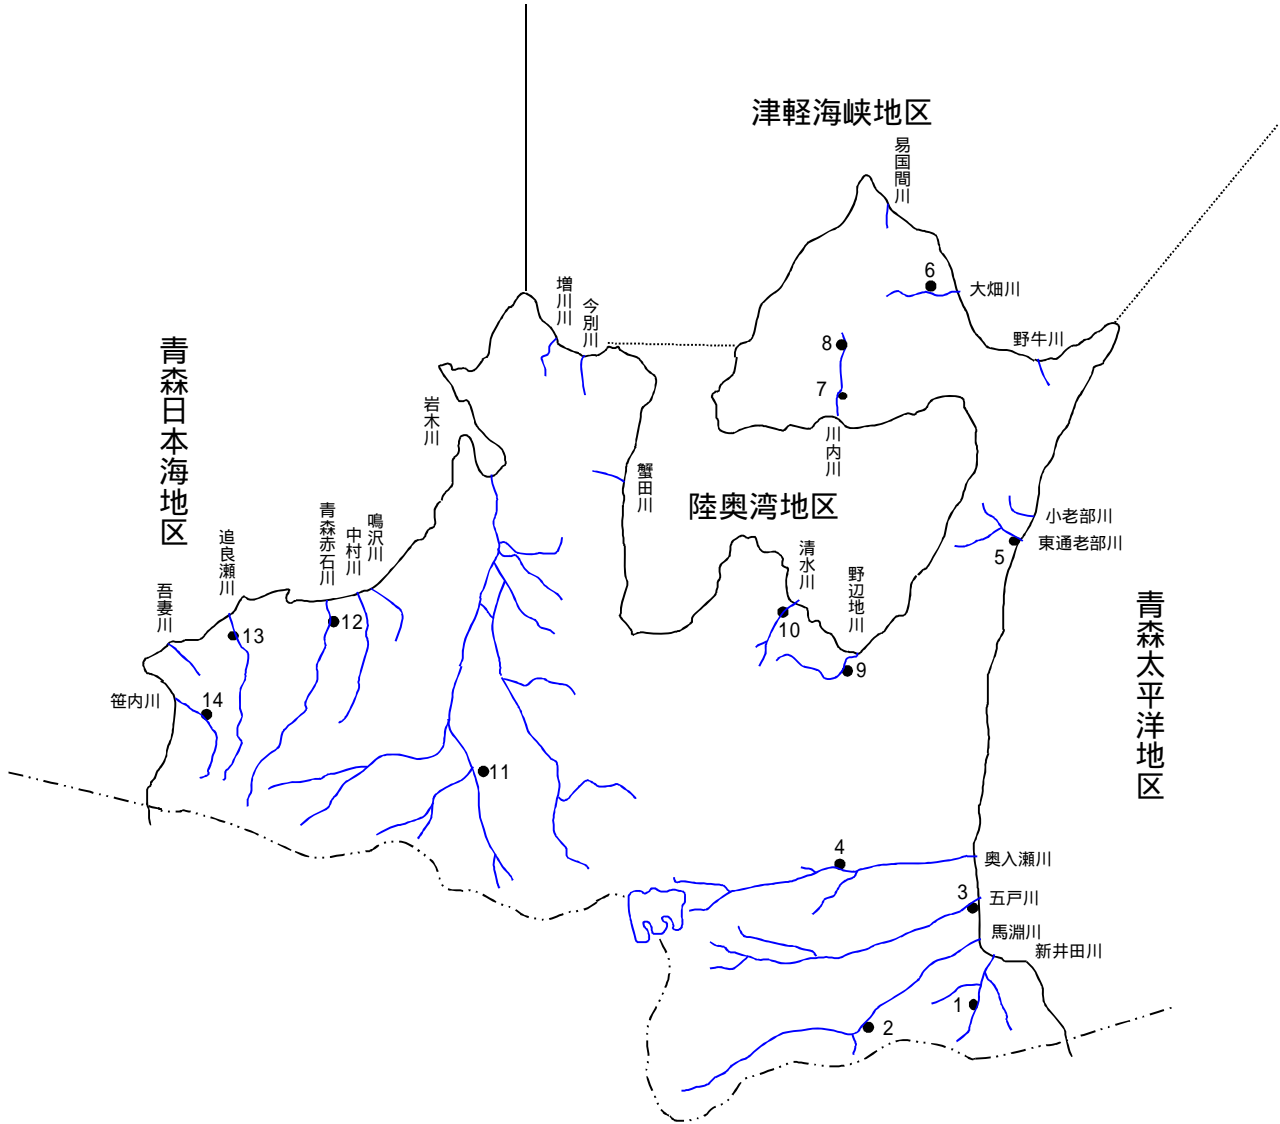 津軽海峡地区
易国間川
6
大畑川
増川川
今別川
野牛川
8
7
青森日本海地区
岩木川
川内川
蟹田川
陸奥湾地区
小老部川
東通老部川
5
青森赤石川
中村川
鳴沢川
追良瀬川
清水川
野辺地川
吾妻川
10
9
12
13
青森太平洋地区
笹内川
14
11
4
奥入瀬川
3
五戸川
馬淵川
新井田川
1
2